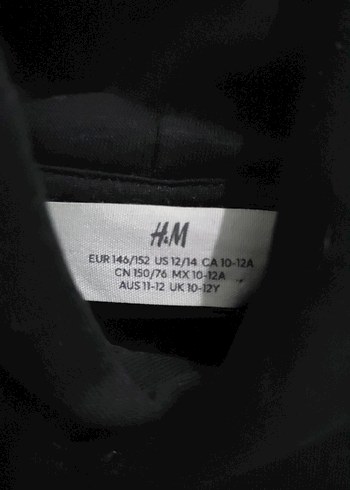 H&M
EUR 146/152 US 12/14 CA 10-12A
CN 150/76 MX 10-12A
AUS 11-12 UK 10-12Y